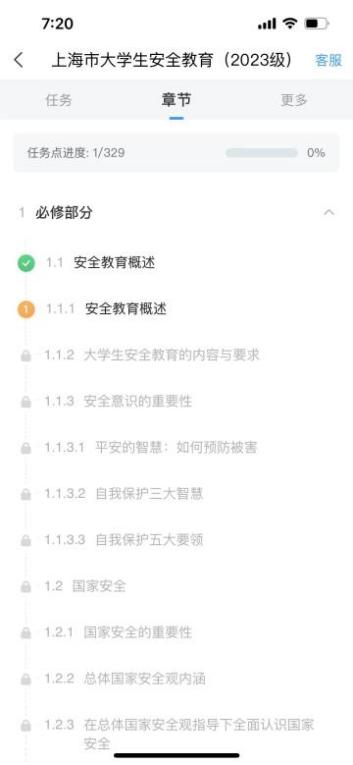 7:20
上海市大学生安全教育（2023级） 客服
任务 章节 更多
任务点进度: 1/329 0%
1 必修部分
1.1 安全教育概述
1 1.1.1 安全教育概述
1.1.2 大学生安全教育的内容与要求
1.1.3 安全意识的重要性
1.1.3.1 平安的智慧：如何预防被害
1.1.3.2 自我保护三大智慧
1.1.3.3 自我保护五大要领
1.2 国家安全
1.2.1 国家安全的重要性
1.2.2 总体国家安全观内涵
1.2.3 在总体国家安全观指导下全面认识国家
安全